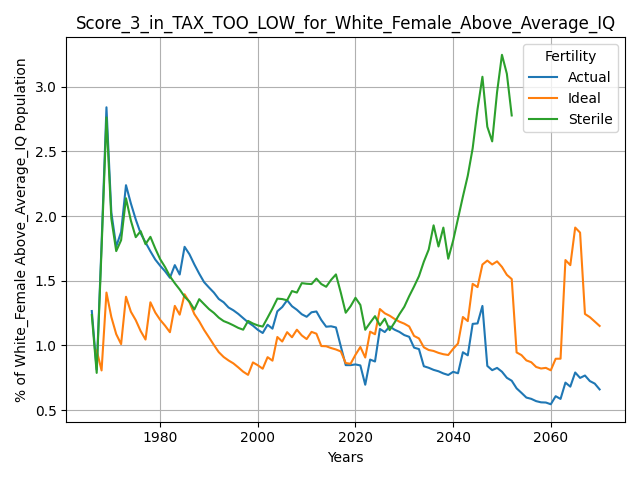 Score_3_in_TAX_TOO_LOW_for_White_Female_Above_Average_IQ
% of White_Female Above_Average_IQ Population
3.0
2.5
2.0
1.5
1.0
0.5
Fertility
Actual
Ideal
Sterile
1980
2000
2020
2040
2060
Years